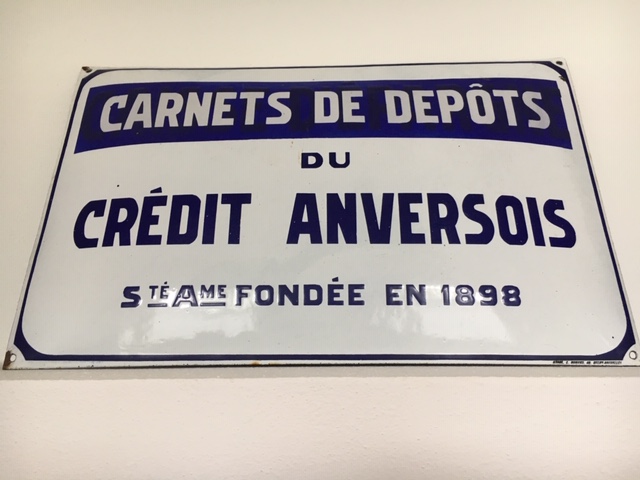 CARNETS DE DEPÔTS
DU
CRÉDIT ANVERSOIS
STÉ AME FONDÉE EN 1898